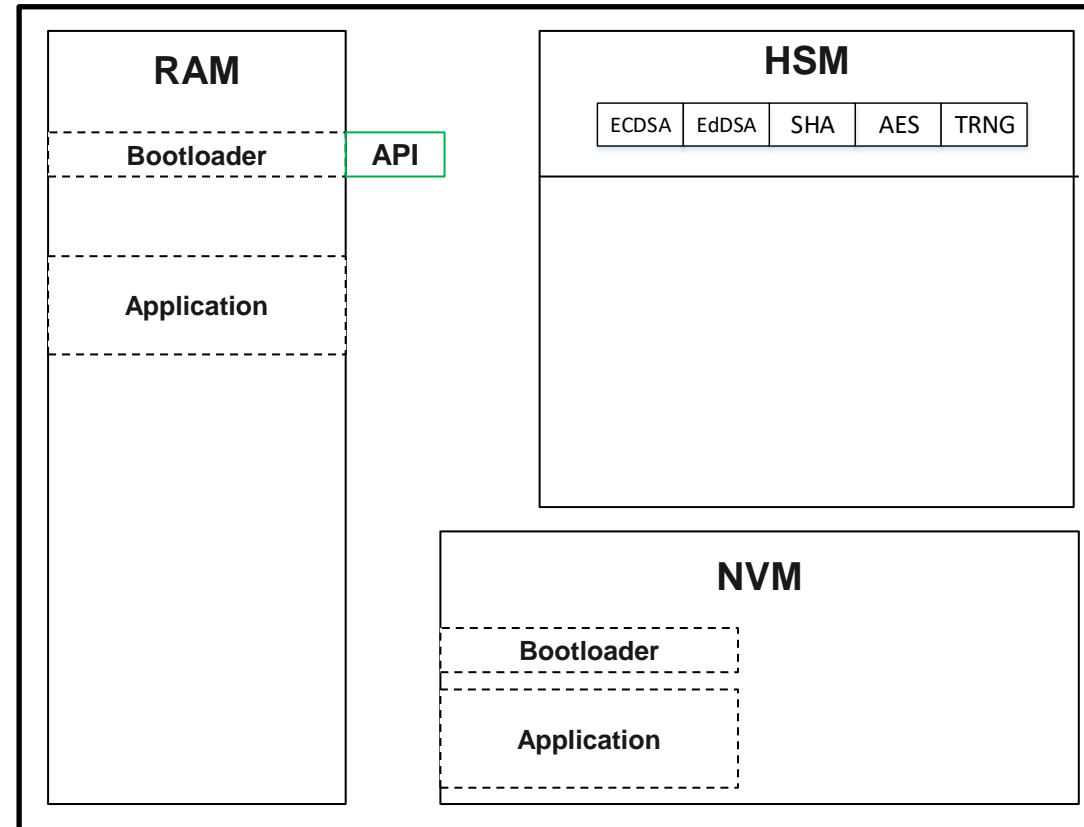 RAM
Bootloader
API
Application
HSM
ECDSA EdDSA SHA AES TRNG
NVM
Bootloader
Application